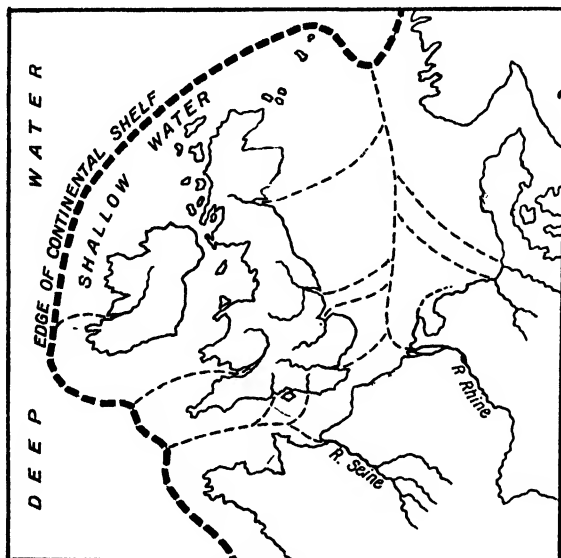 DEEP WATER
EDGE OF CONTINENTAL SHELF
SHALLOW WATER
R Rhine
R. Seine